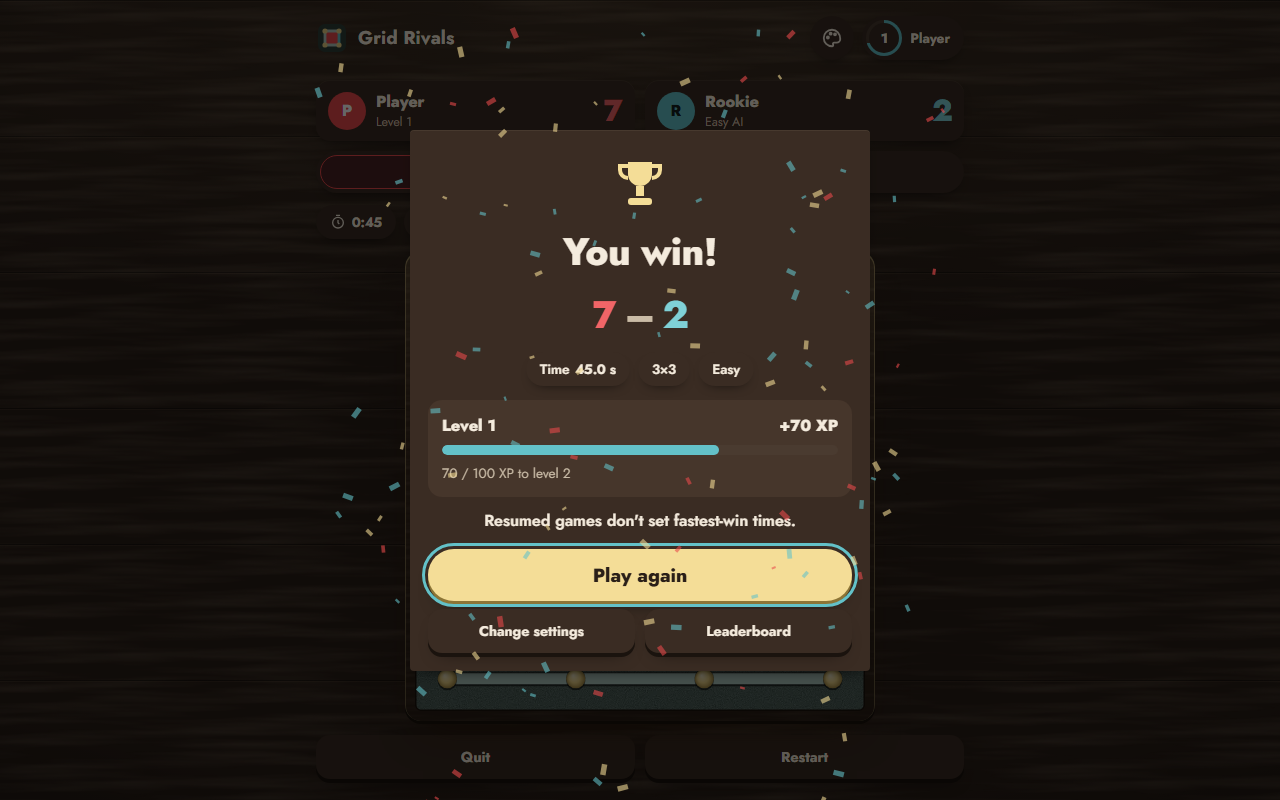 Grid Rivals
1 Player
P Player 7 R Rookie 2
Level 1 Easy AI
0:45
You win!
7 – 2
Time 45.0 s 3×3 Easy
Level 1 +70 XP
70 / 100 XP to level 2
Resumed games don't set fastest-win times.
Play again
Change settings Leaderboard
Quit Restart